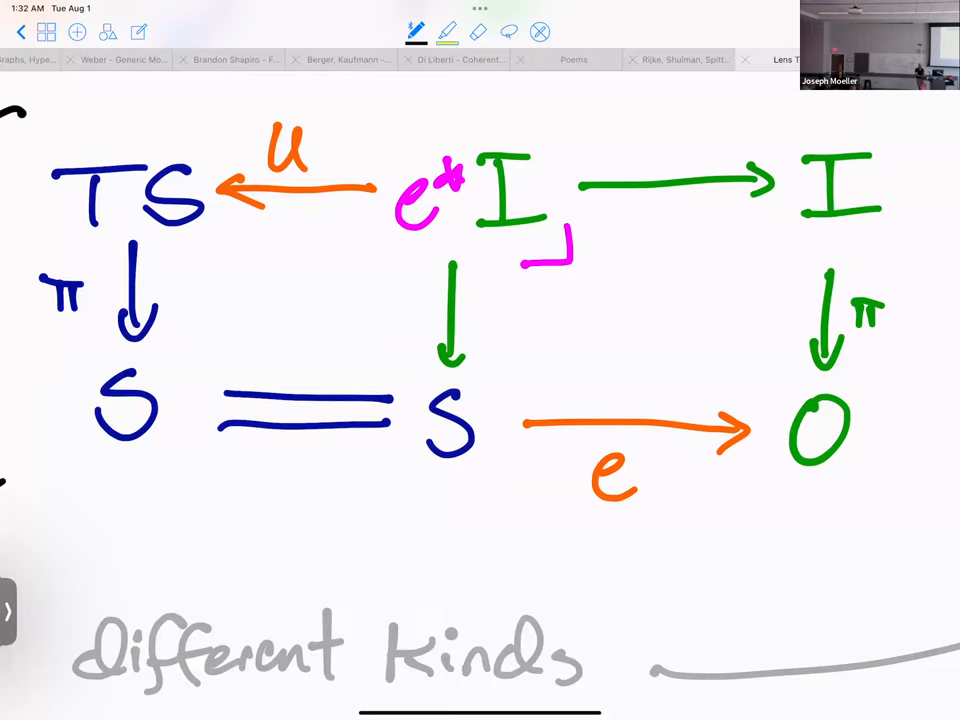 1:32 AM Tue Aug 1
raphs, Hype...
Weber - Generic Mo...
Brandon Shapiro - F...
Berger, Kaufmann -...
Di Liberti - Coherent...
Poems
Rijke, Shulman, Spitt...
Lens T
Joseph Moeller
u
TS e* I I
π π
S S O
e
different kinds